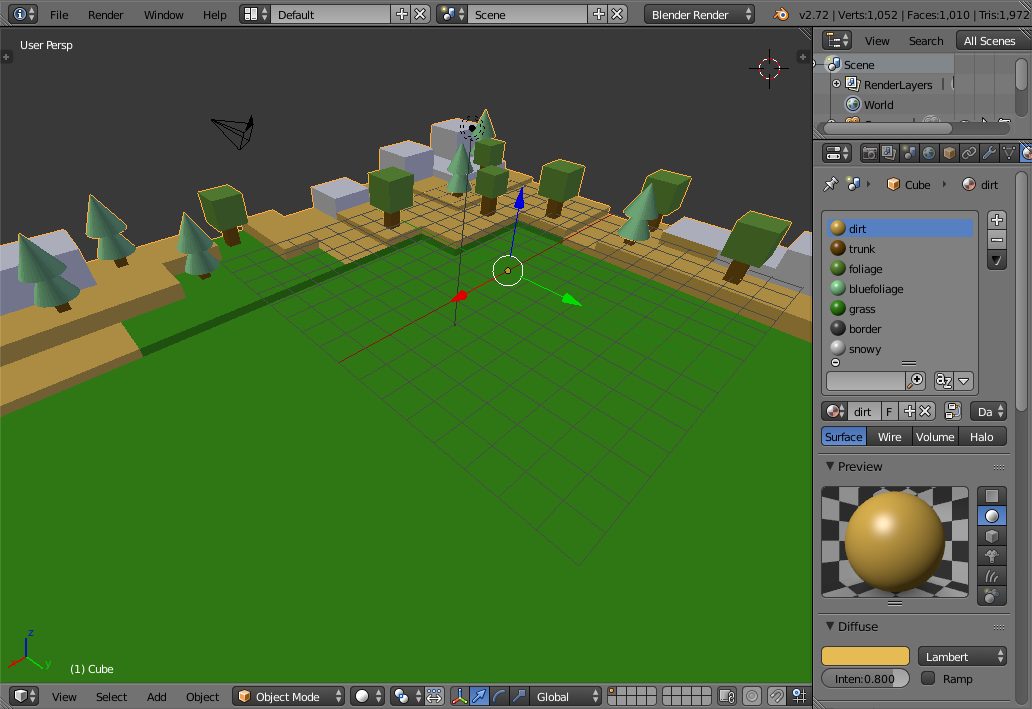 File Render Window Help Default Scene Blender Render v2.72 | Verts:1,052 | Faces:1,010 | Tris:1,972
User Persp
View Search All Scenes
Scene
RenderLayers |
World
Cube dirt
dirt
trunk
foliage
bluefoliage
grass
border
snowy
dirt F Da
Surface Wire Volume Halo
Preview
Diffuse
Lambert
Inten:0.800 Ramp
z
y
(1) Cube
View Select Add Object Object Mode Global